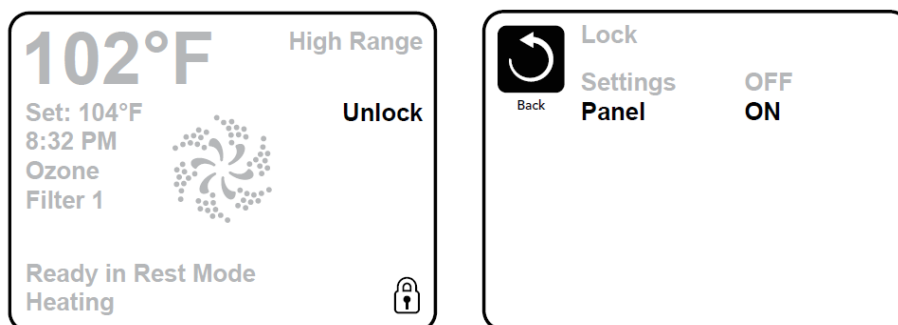 102°F
High Range
Set: 104°F
Unlock
8:32 PM
Ozone
Filter 1
Ready in Rest Mode
Heating
Back
Lock
Settings OFF
Panel ON